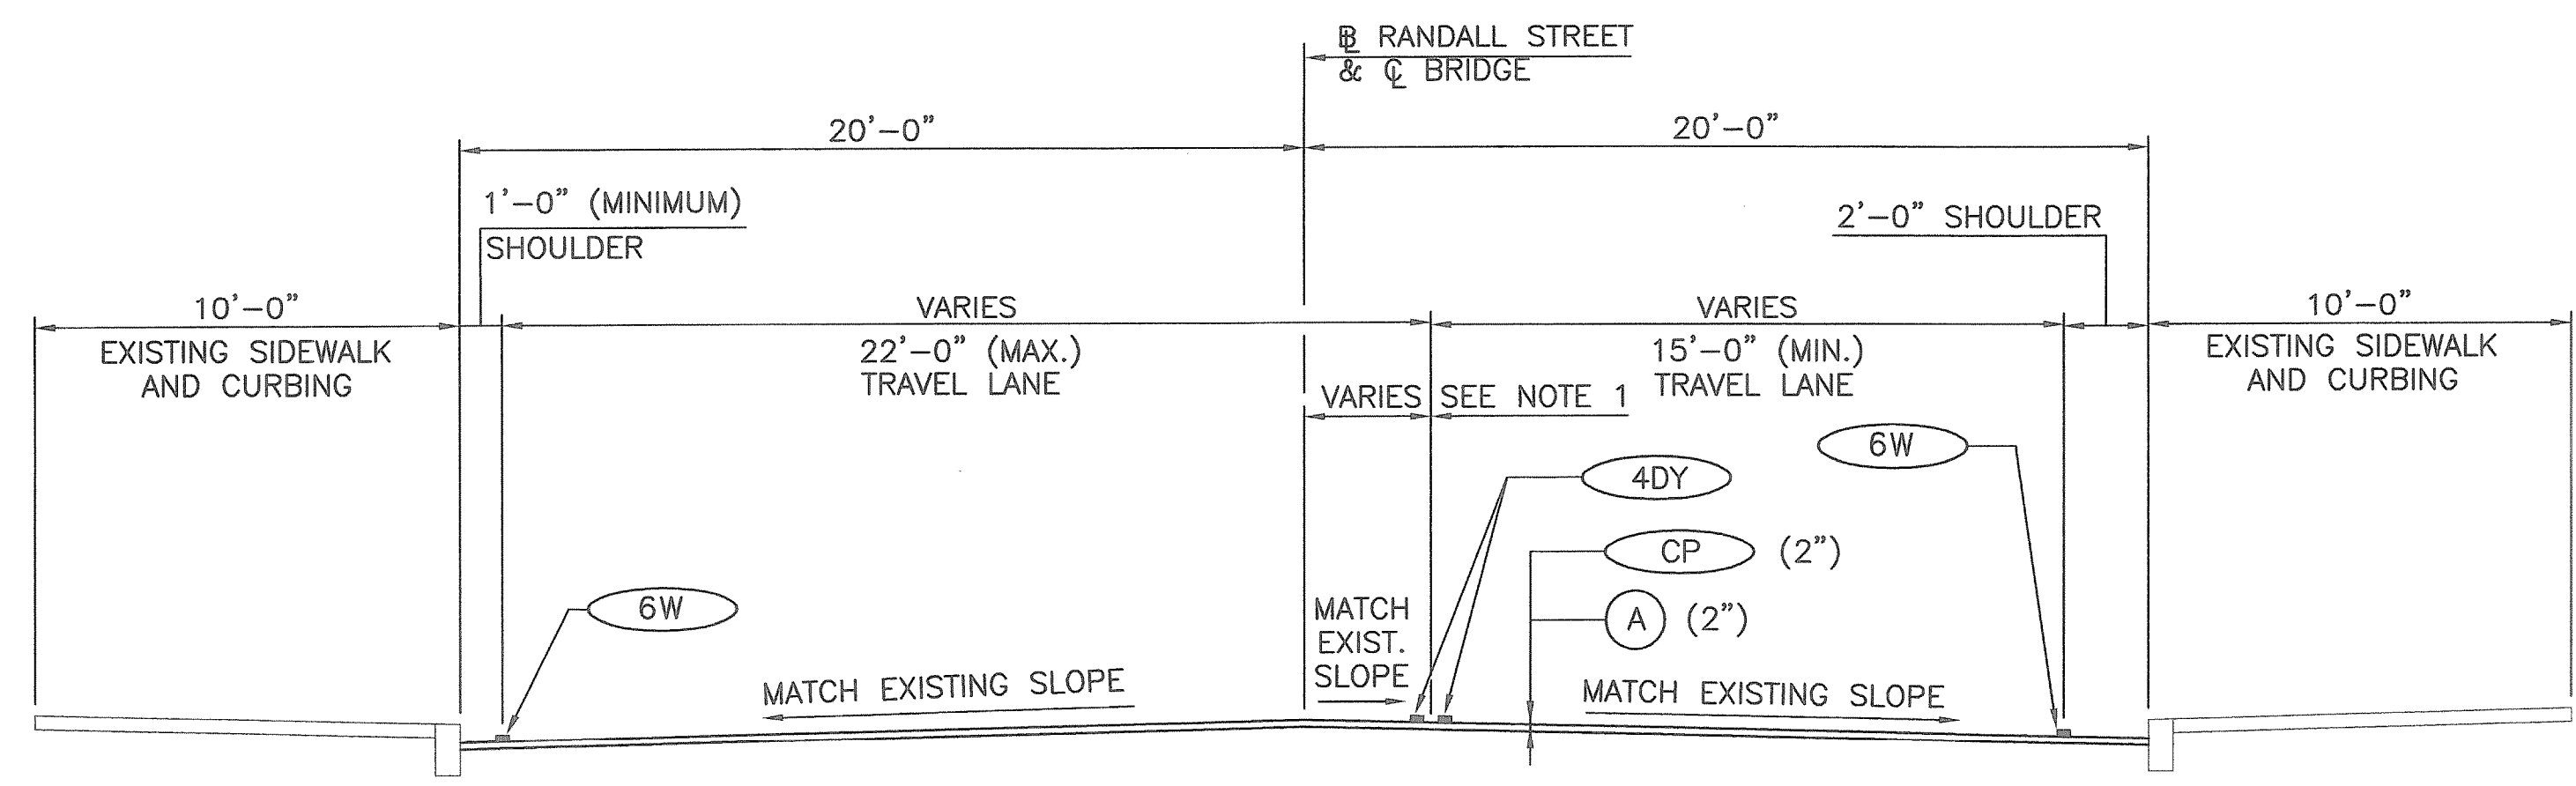 ℄ RANDALL STREET
& ℄ BRIDGE
20'-0"
20'-0"
1'-0" (MINIMUM)
SHOULDER
2'-0" SHOULDER
10'-0"
EXISTING SIDEWALK
AND CURBING
VARIES
22'-0" (MAX.)
TRAVEL LANE
VARIES
15'-0" (MIN.)
TRAVEL LANE
10'-0"
EXISTING SIDEWALK
AND CURBING
VARIES
SEE NOTE 1
6W
4DY
CP (2")
A (2")
6W
MATCH
EXIST.
SLOPE
MATCH EXISTING SLOPE
MATCH EXISTING SLOPE